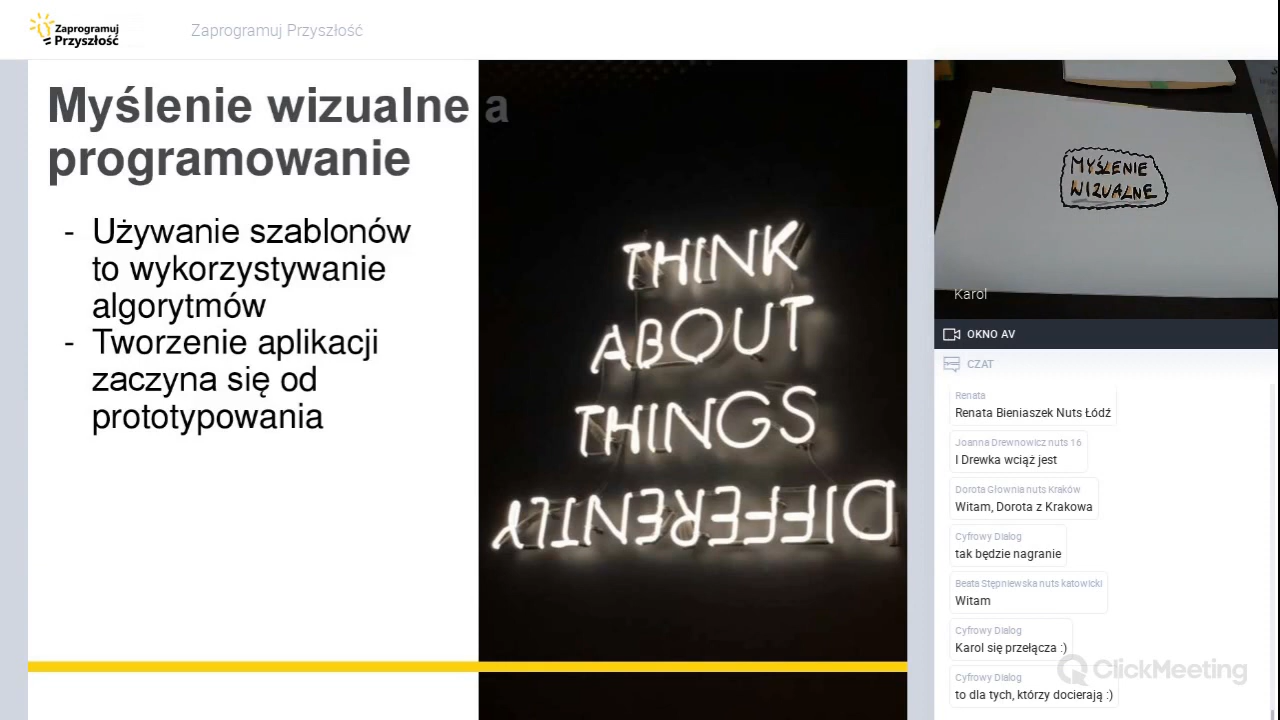 Zaprogramuj
Przyszłość
Zaprogramuj Przyszłość
Myślenie wizualne a
programowanie
- Używanie szablonów
to wykorzystywanie
algorytmów
- Tworzenie aplikacji
zaczyna się od
prototypowania
THINK
ABOUT
THINGS
DIFFERENTLY
MYŚLENIE
WIZUALNE
Karol
OKNO AV
CZAT
Renata
Renata Bieniaszek Nuts Łódź
Joanna Drewnowicz nuts 16
I Drewka wciąż jest
Dorota Głownia nuts Kraków
Witam, Dorota z Krakowa
Cyfrowy Dialog
tak będzie nagranie
Beata Stępniewska nuts katowicki
Witam
Cyfrowy Dialog
Karol się przełącza :)
Cyfrowy Dialog
to dla tych, którzy docierają :)
ClickMeeting